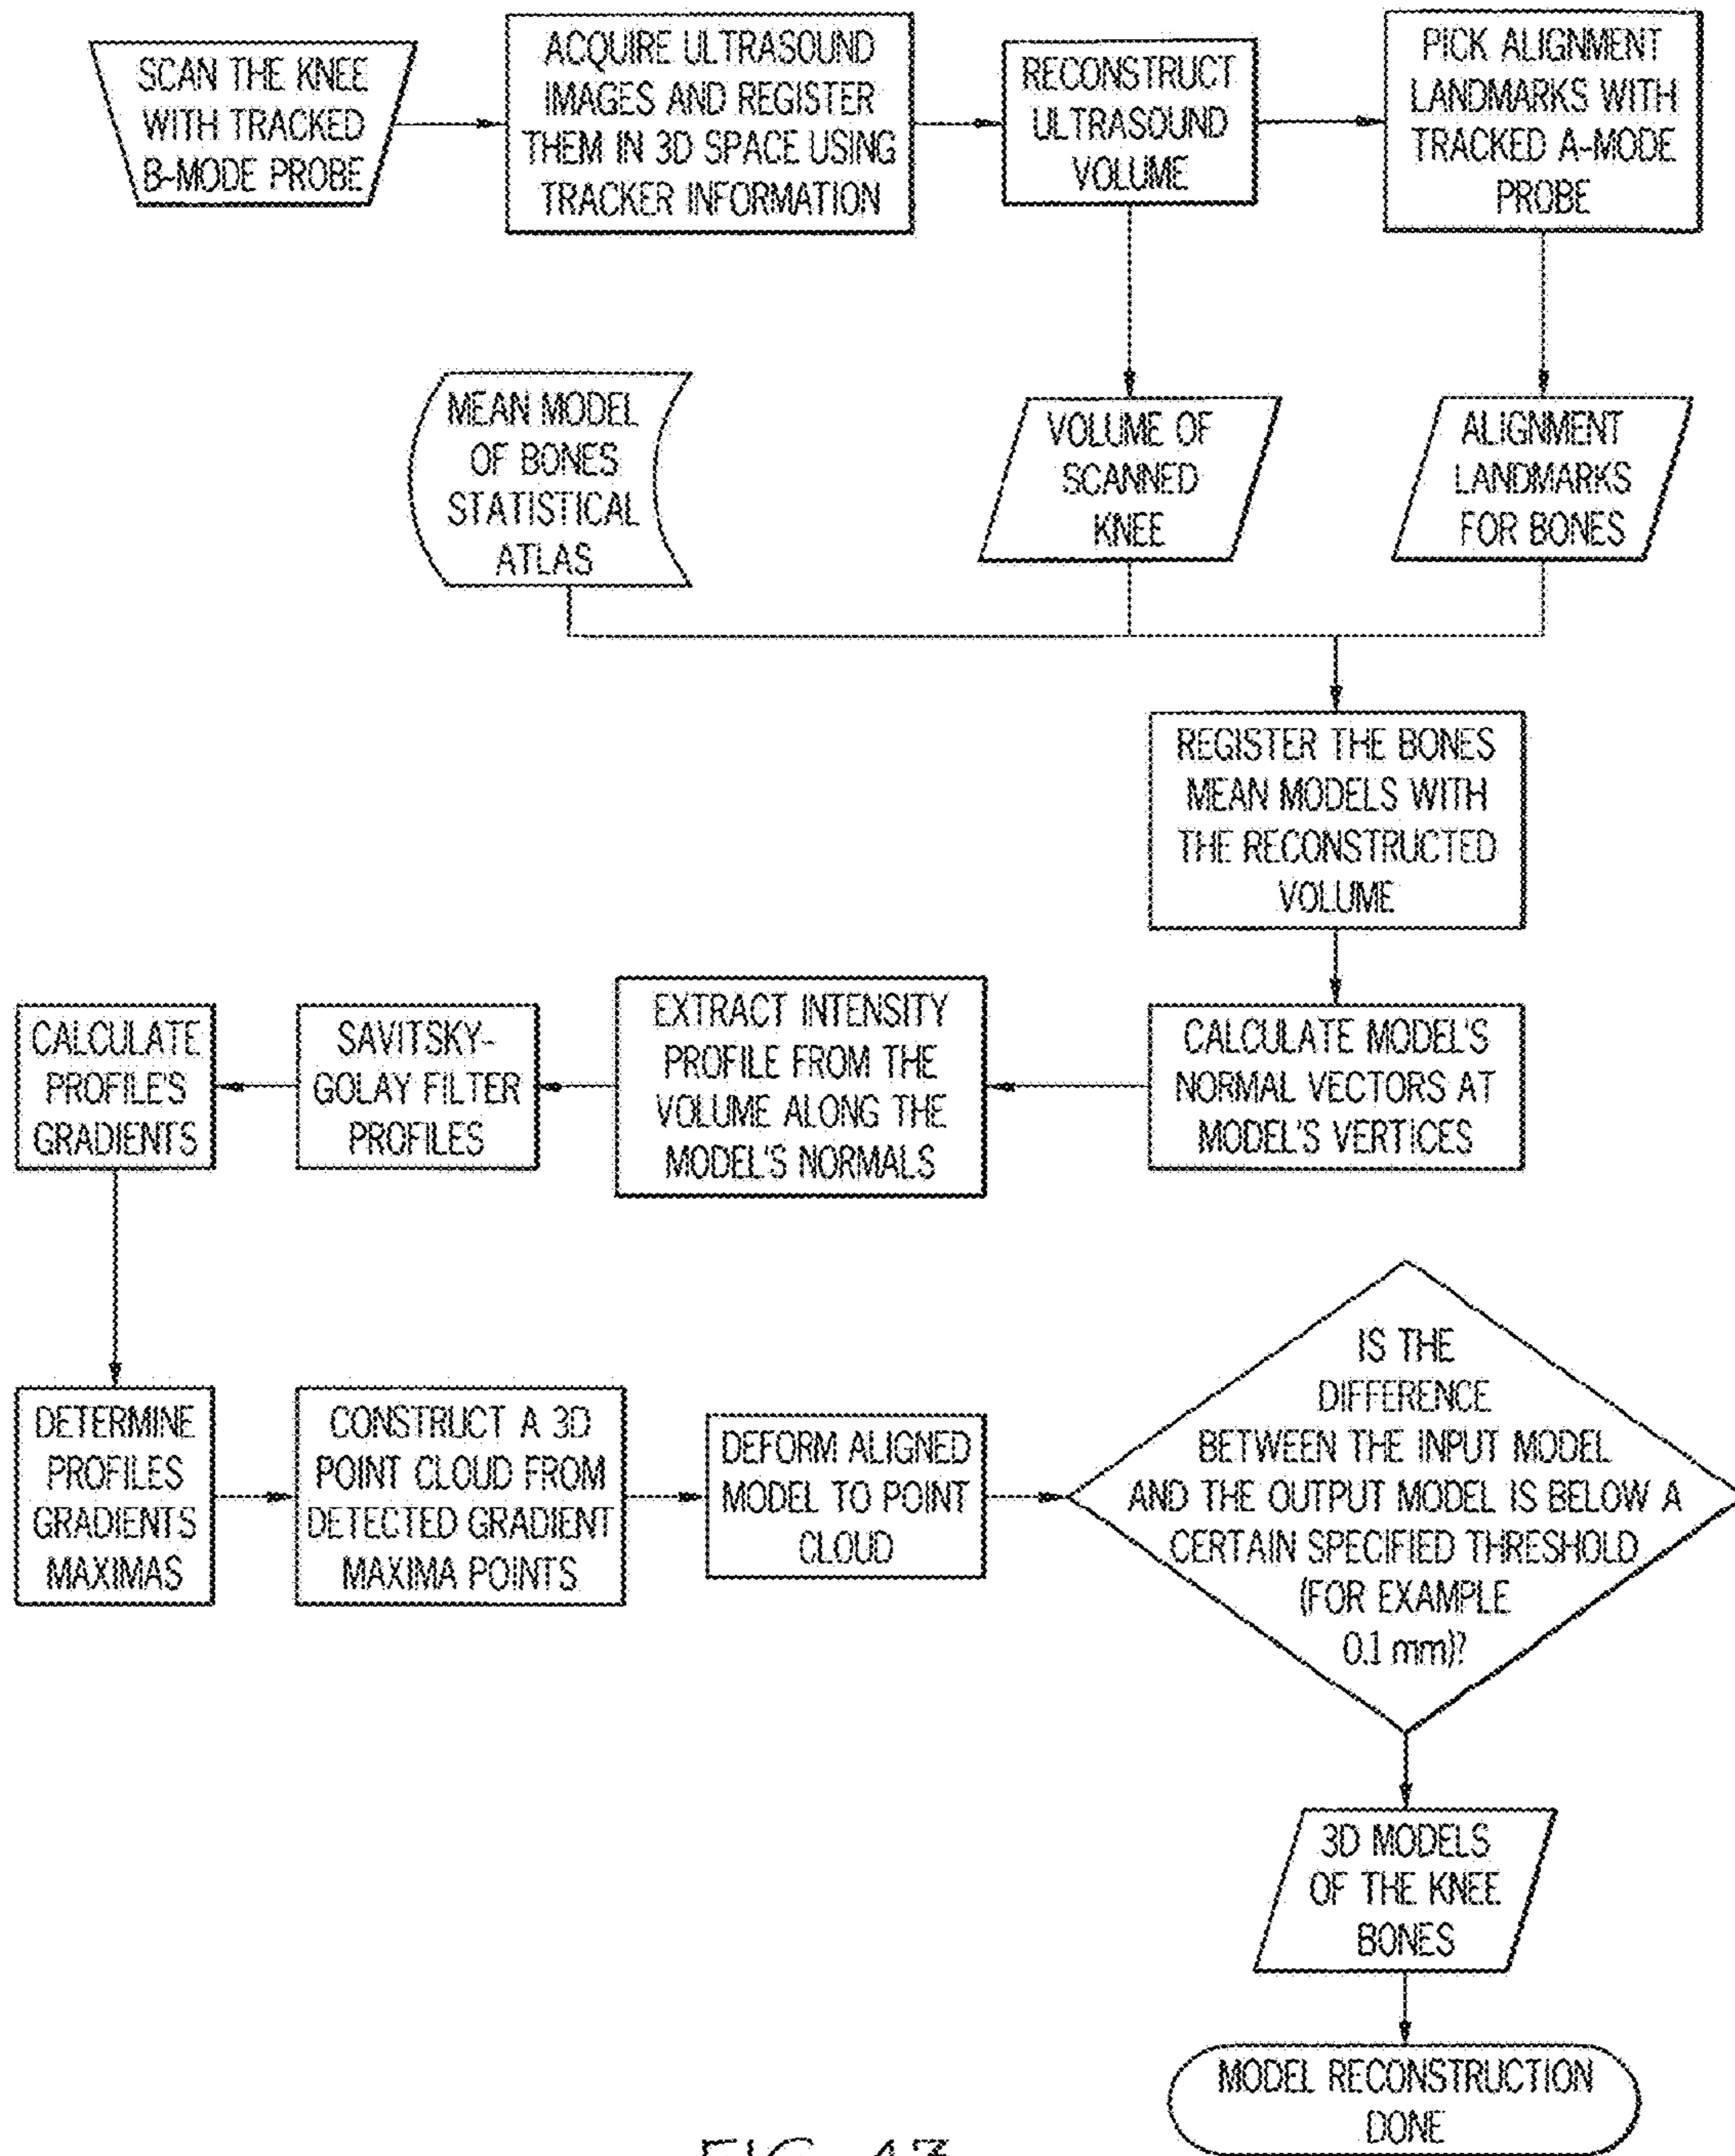 SCAN THE KNEE
WITH TRACKED
B-MODE PROBE
ACQUIRE ULTRASOUND
IMAGES AND REGISTER
THEM IN 3D SPACE USING
TRACKER INFORMATION
RECONSTRUCT
ULTRASOUND
VOLUME
PICK ALIGNMENT
LANDMARKS WITH
TRACKED A-MODE
PROBE
MEAN MODEL
OF BONES
STATISTICAL
ATLAS
VOLUME OF
SCANNED
KNEE
ALIGNMENT
LANDMARKS
FOR BONES
REGISTER THE BONES
MEAN MODELS WITH
THE RECONSTRUCTED
VOLUME
CALCULATE MODEL'S
NORMAL VECTORS AT
MODEL'S VERTICES
EXTRACT INTENSITY
PROFILE FROM THE
VOLUME ALONG THE
MODEL'S NORMALS
SAVITSKY-
GOLAY FILTER
PROFILES
CALCULATE
PROFILE'S
GRADIENTS
DETERMINE
PROFILES
GRADIENTS
MAXIMAS
CONSTRUCT A 3D
POINT CLOUD FROM
DETECTED GRADIENT
MAXIMA POINTS
DEFORM ALIGNED
MODEL TO POINT
CLOUD
IS THE
DIFFERENCE
BETWEEN THE INPUT MODEL
AND THE OUTPUT MODEL IS BELOW A
CERTAIN SPECIFIED THRESHOLD
(FOR EXAMPLE
0.1 mm)?
3D MODELS
OF THE KNEE
BONES
MODEL RECONSTRUCTION
DONE